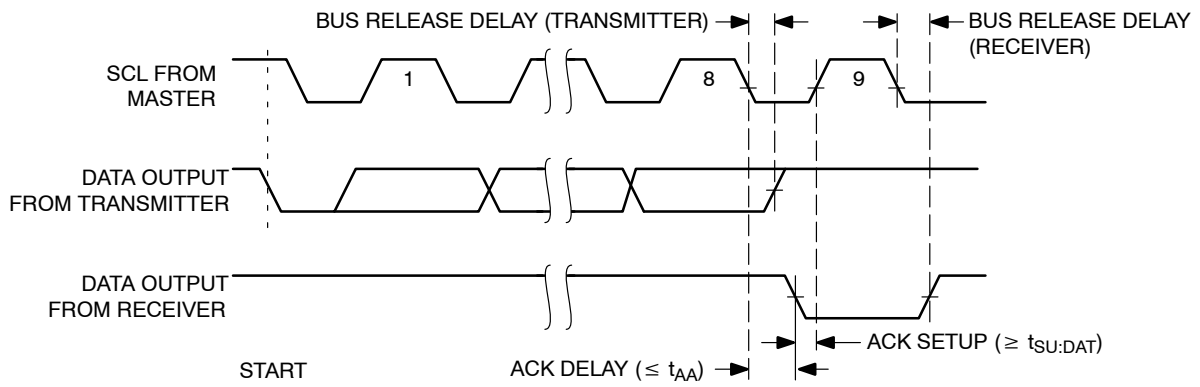 BUS RELEASE DELAY (TRANSMITTER)
BUS RELEASE DELAY
(RECEIVER)
SCL FROM
MASTER
1
8
9
DATA OUTPUT
FROM TRANSMITTER
DATA OUTPUT
FROM RECEIVER
ACK SETUP (≥ tSU:DAT)
START
ACK DELAY (≤ tAA)